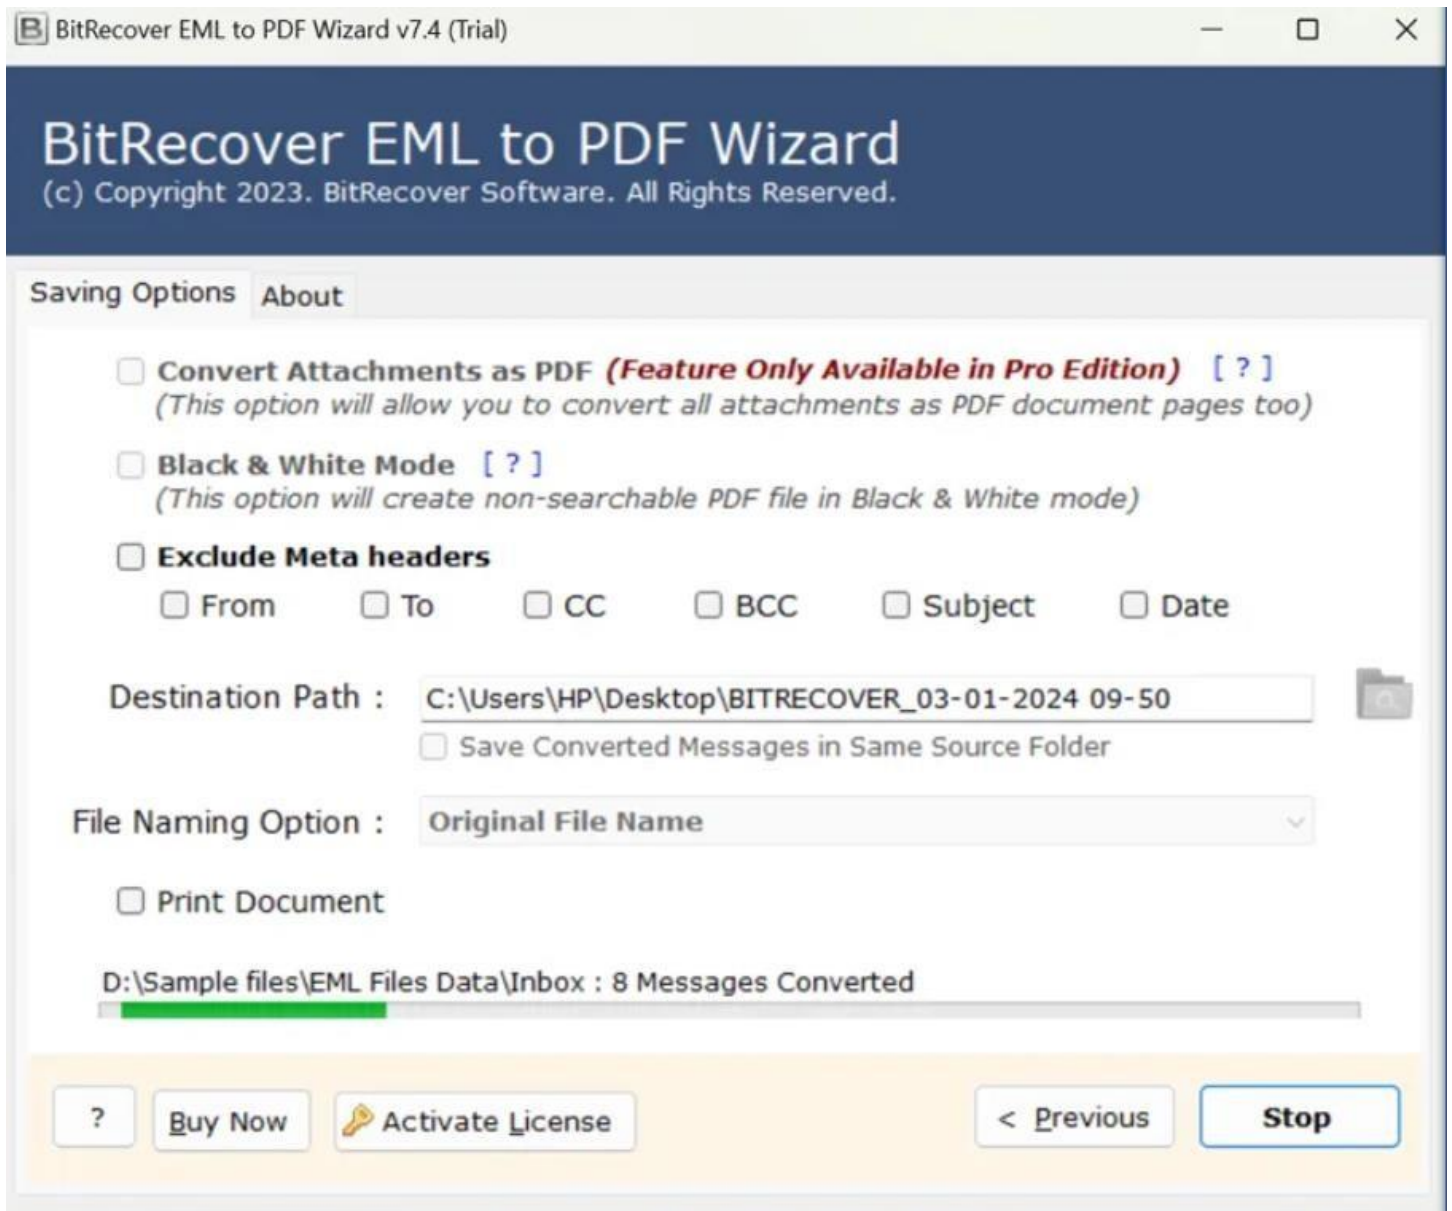 BitRecover EML to PDF Wizard v7.4 (Trial)
BitRecover EML to PDF Wizard
(c) Copyright 2023. BitRecover Software. All Rights Reserved.
Saving Options About
Convert Attachments as PDF (Feature Only Available in Pro Edition) [ ? ]
(This option will allow you to convert all attachments as PDF document pages too)
Black & White Mode [ ? ]
(This option will create non-searchable PDF file in Black & White mode)
Exclude Meta headers
From To CC BCC Subject Date
Destination Path : C:\Users\HP\Desktop\BITRECOVER_03-01-2024 09-50
Save Converted Messages in Same Source Folder
File Naming Option : Original File Name
Print Document
D:\Sample files\EML Files Data\Inbox : 8 Messages Converted
? Buy Now Activate License < Previous Stop